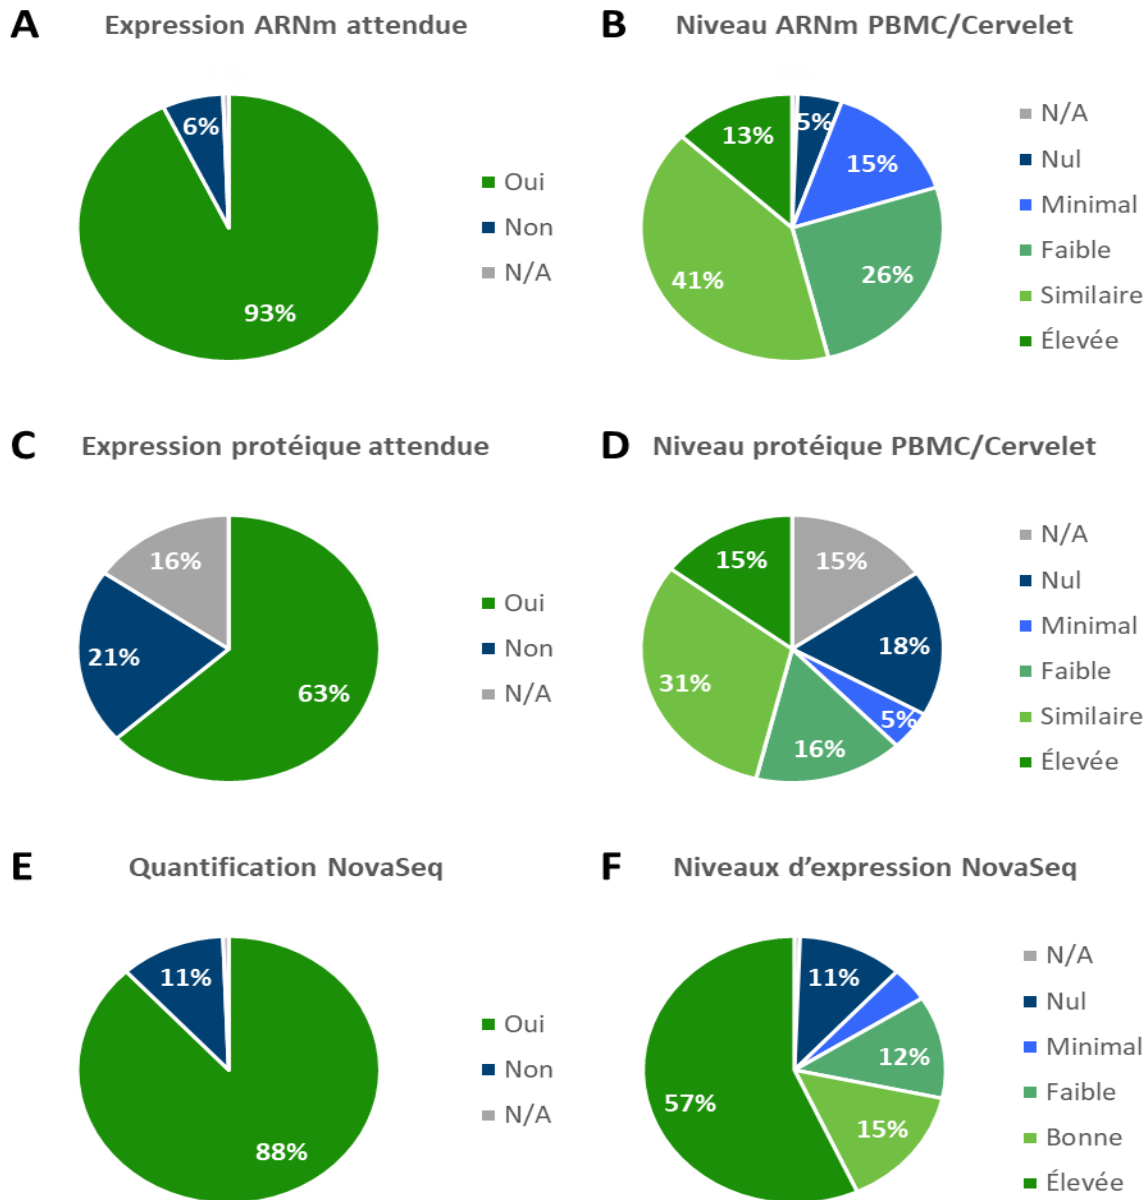 A Expression ARNm attendue
6%
93%
Oui
Non
N/A
B Niveau ARNm PBMC/Cervelet
5%
13%
15%
41%
26%
N/A
Nul
Minimal
Faible
Similaire
Élevée
C Expression protéique attendue
16%
21%
63%
Oui
Non
N/A
D Niveau protéique PBMC/Cervelet
15%
15%
18%
31%
5%
16%
N/A
Nul
Minimal
Faible
Similaire
Élevée
E Quantification NovaSeq
11%
88%
Oui
Non
N/A
F Niveaux d’expression NovaSeq
11%
12%
57%
15%
N/A
Nul
Minimal
Faible
Bonne
Élevée